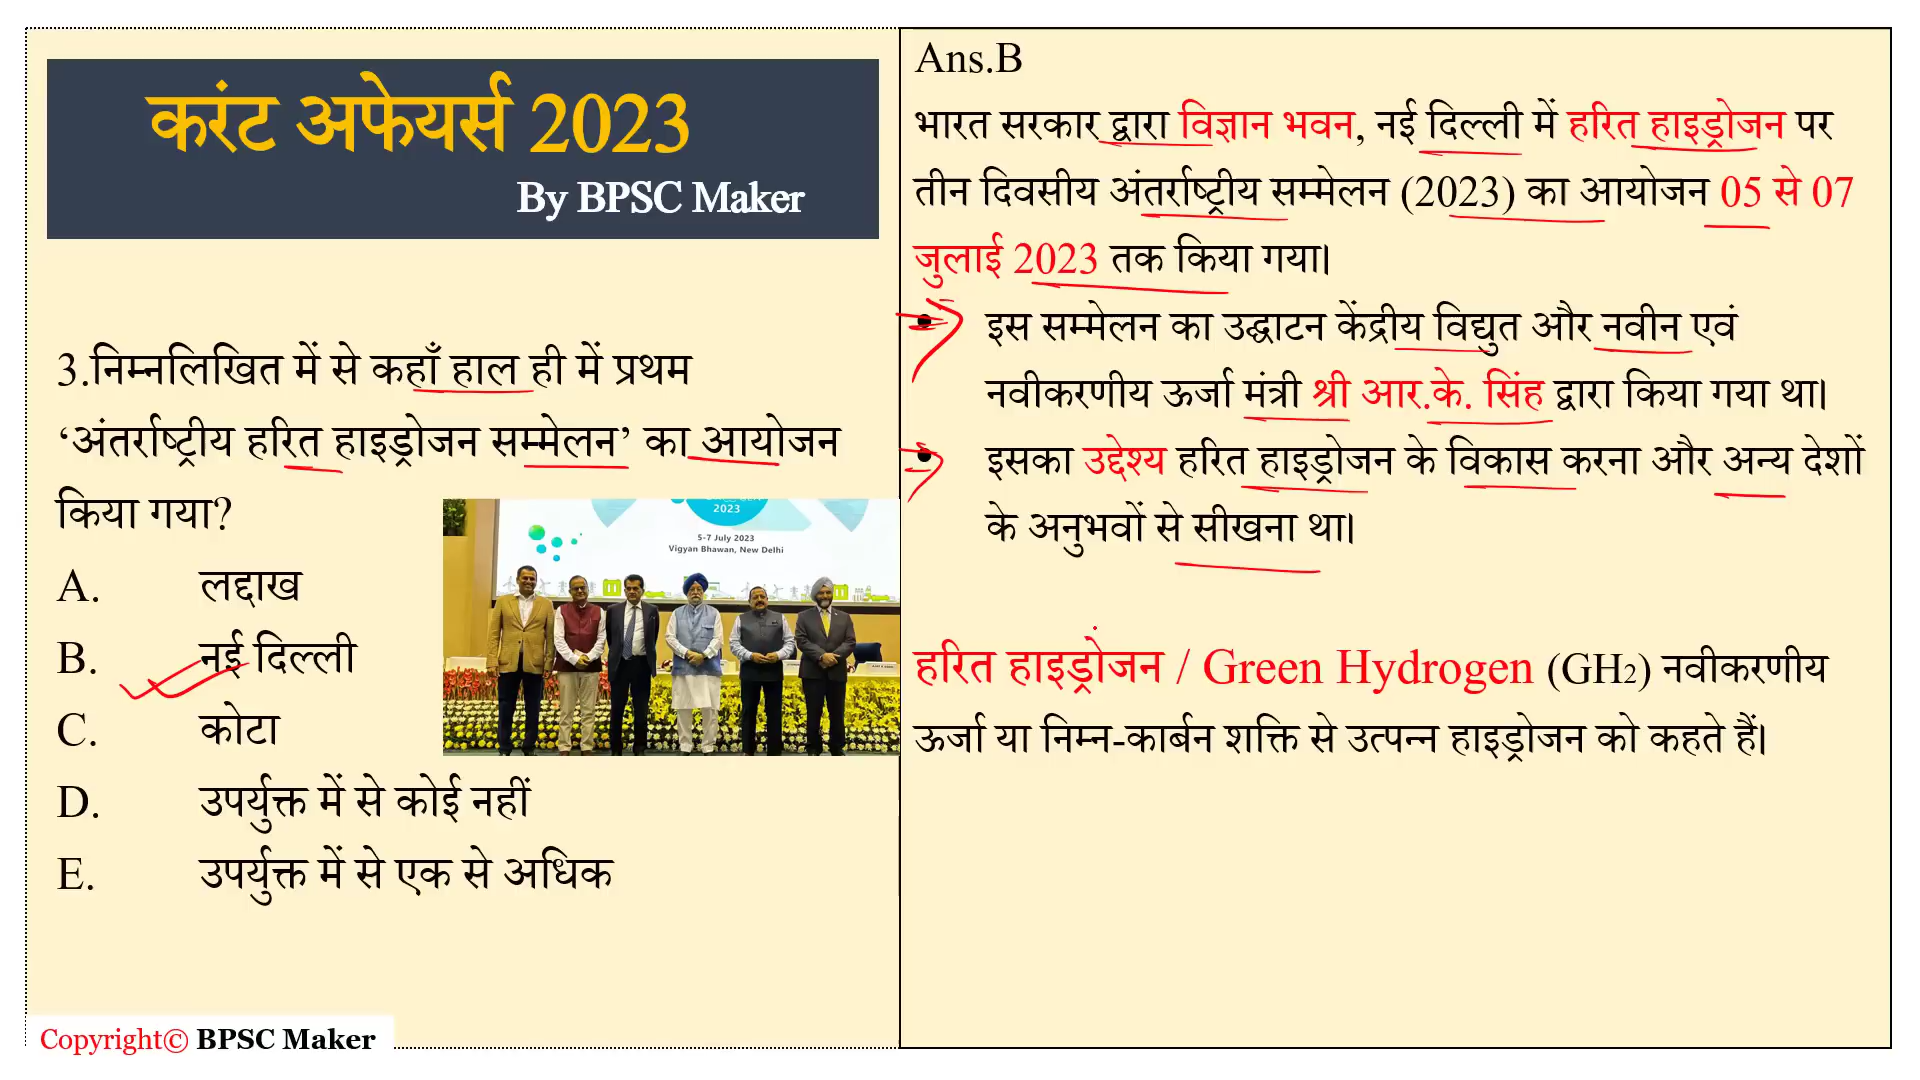 करंट अफेयर्स 2023
By BPSC Maker
3.निम्नलिखित में से कहाँ हाल ही में प्रथम
‘अंतर्राष्ट्रीय हरित हाइड्रोजन सम्मेलन’ का आयोजन
किया गया?
A. लद्दाख
B. नई दिल्ली
C. कोटा
D. उपर्युक्त में से कोई नहीं
E. उपर्युक्त में से एक से अधिक
2023
5-7 July 2023
Vigyan Bhawan, New Delhi
Copyright© BPSC Maker
Ans.B
भारत सरकार द्वारा विज्ञान भवन, नई दिल्ली में हरित हाइड्रोजन पर
तीन दिवसीय अंतर्राष्ट्रीय सम्मेलन (2023) का आयोजन 05 से 07
जुलाई 2023 तक किया गया।
• इस सम्मेलन का उद्घाटन केंद्रीय विद्युत और नवीन एवं
नवीकरणीय ऊर्जा मंत्री श्री आर.के. सिंह द्वारा किया गया था।
• इसका उद्देश्य हरित हाइड्रोजन के विकास करना और अन्य देशों
के अनुभवों से सीखना था।
हरित हाइड्रोजन / Green Hydrogen (GH2) नवीकरणीय
ऊर्जा या निम्न-कार्बन शक्ति से उत्पन्न हाइड्रोजन को कहते हैं।